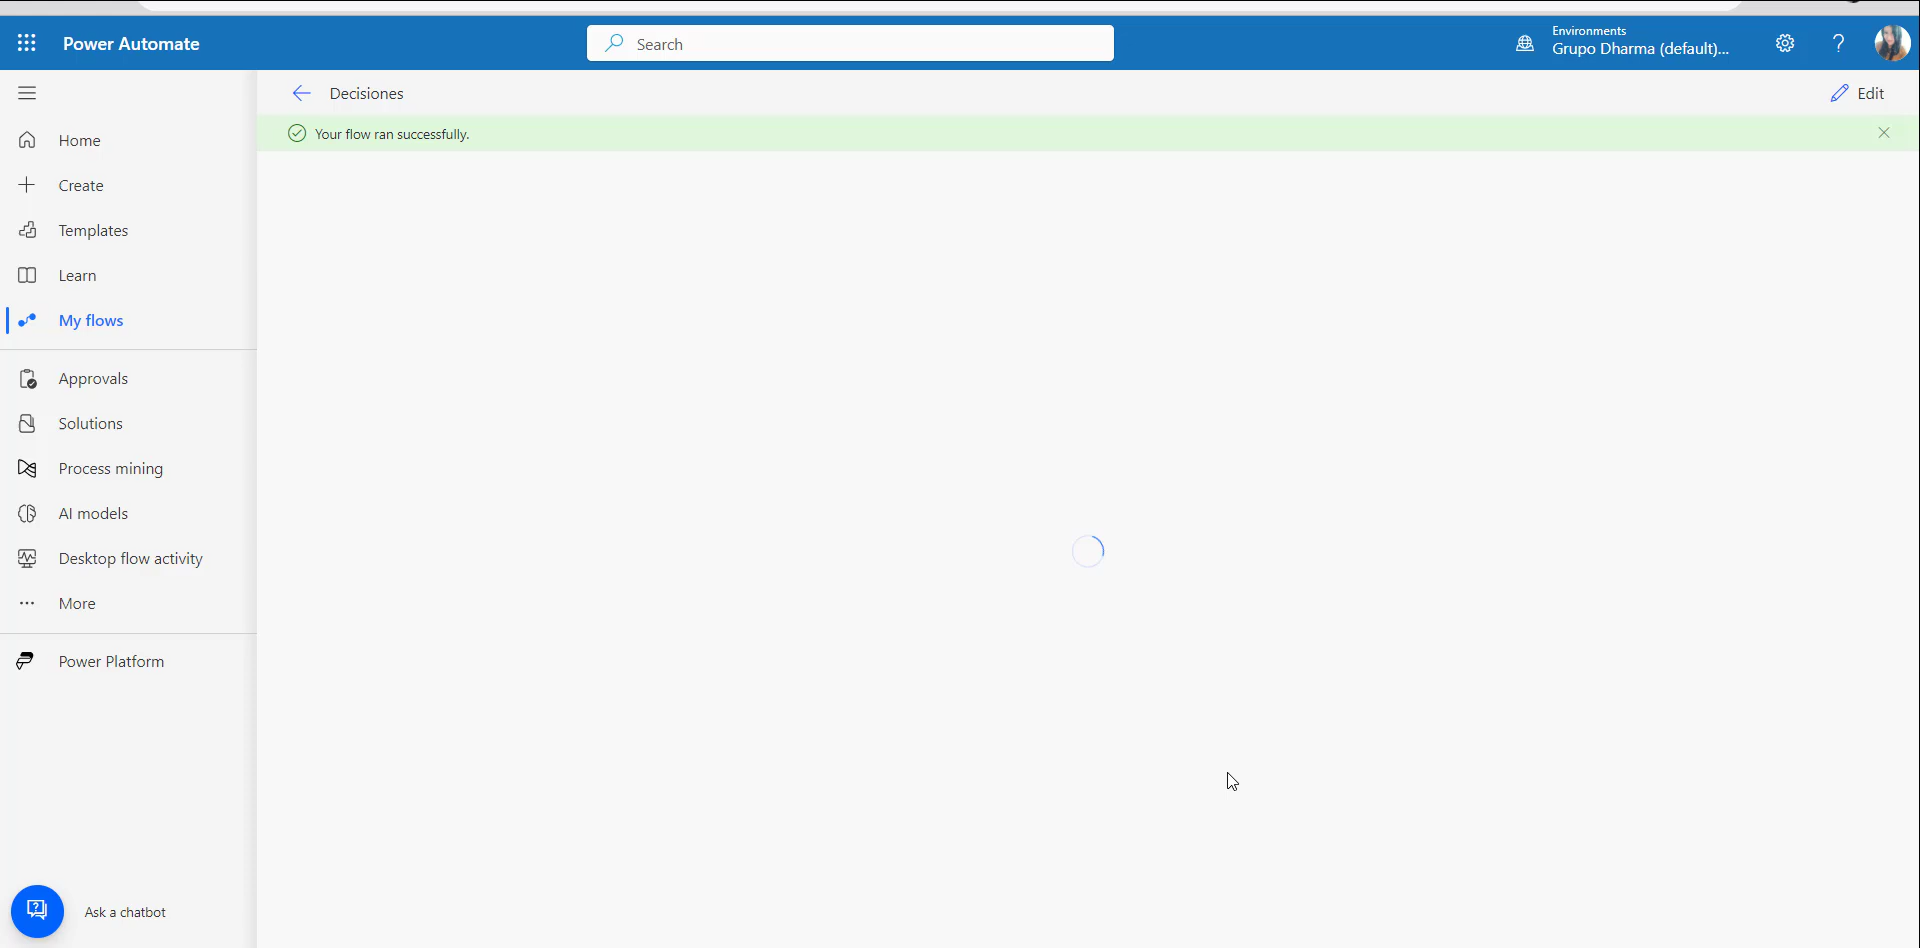 Power Automate
Search
Environments
Grupo Dharma (default)...
Decisiones
Edit
Your flow ran successfully.
Home
Create
Templates
Learn
My flows
Approvals
Solutions
Process mining
AI models
Desktop flow activity
More
Power Platform
Ask a chatbot